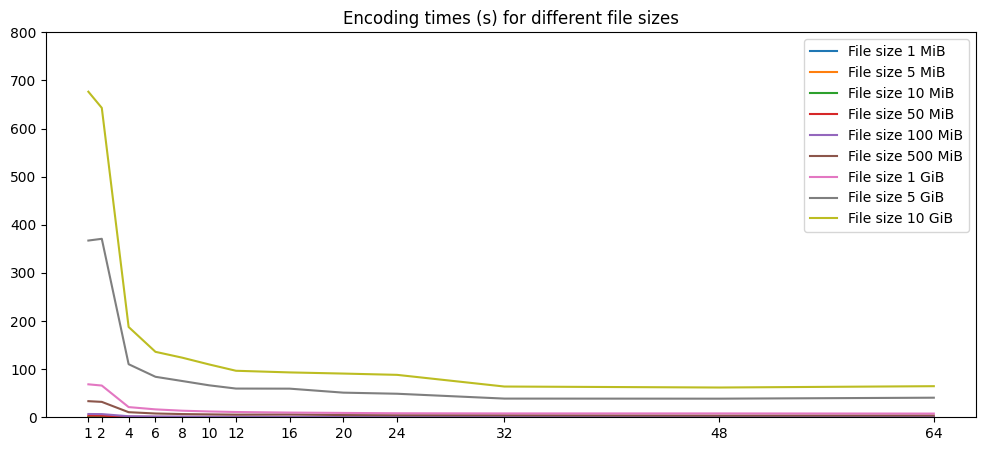 Encoding times (s) for different file sizes
800
700
600
500
400
300
200
100
0
1 2 4 6 8 10 12 16 20 24 32 48 64
File size 1 MiB
File size 5 MiB
File size 10 MiB
File size 50 MiB
File size 100 MiB
File size 500 MiB
File size 1 GiB
File size 5 GiB
File size 10 GiB